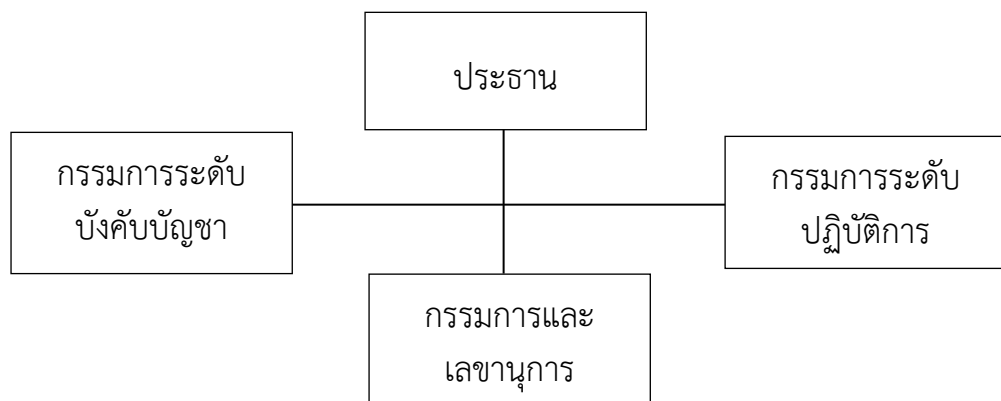 ประธาน
กรรมการระดับ
บังคับบัญชา
กรรมการระดับ
ปฏิบัติการ
กรรมการและ
เลขานุการ